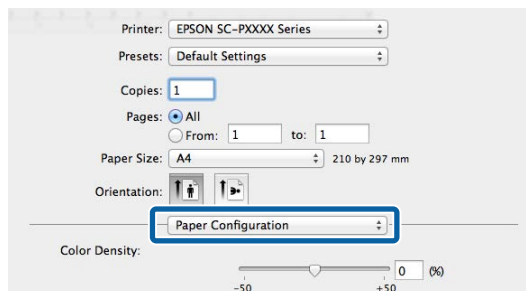 Printer: EPSON SC-PXXXX Series
Presets: Default Settings
Copies: 1
Pages: All
From: 1 to: 1
Paper Size: A4 210 by 297 mm
Orientation:
Paper Configuration
Color Density:
0 (%)
-50 +50